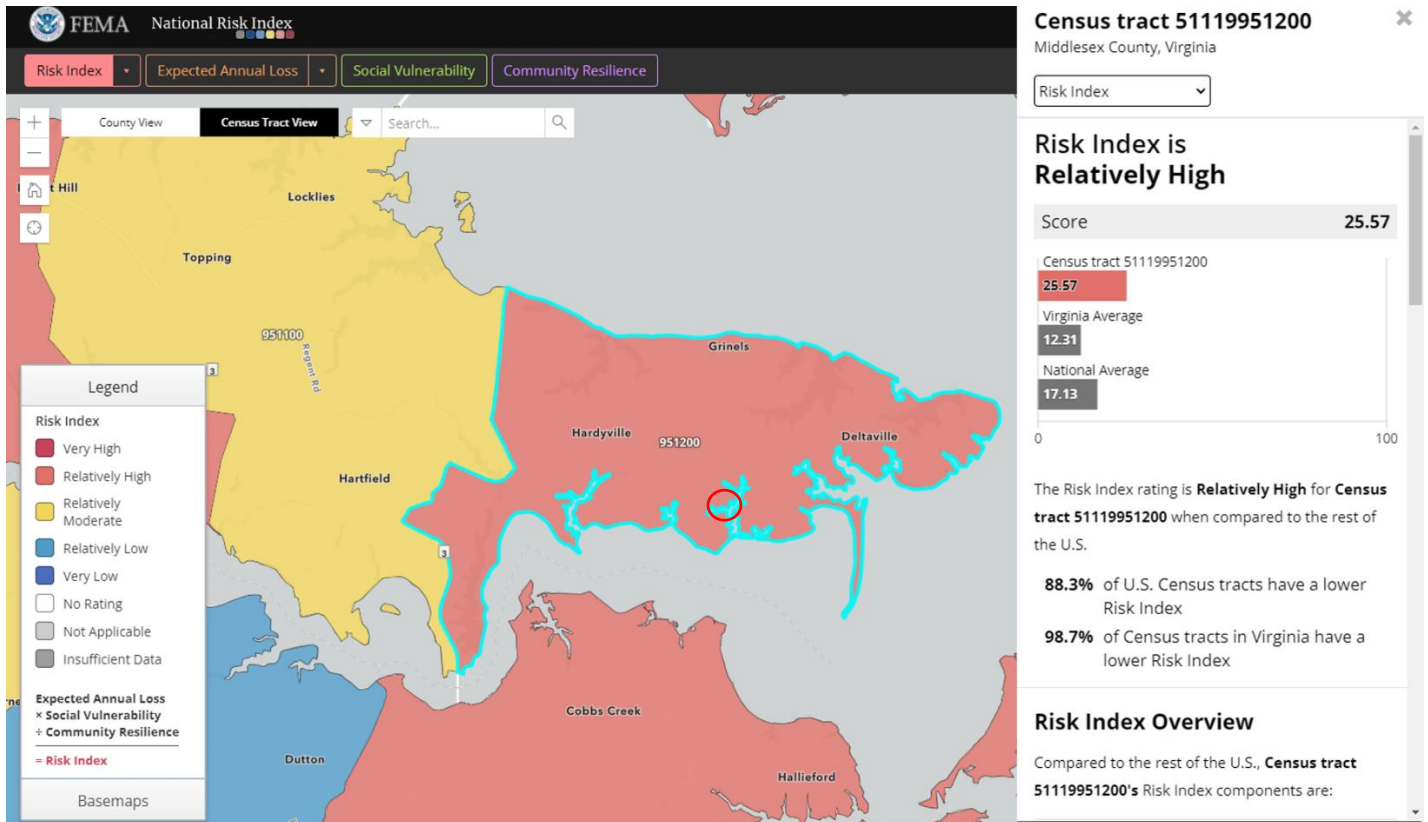 FEMA National Risk Index
Risk Index Expected Annual Loss Social Vulnerability Community Resilience
County View Census Tract View Search...
Hill
Locklies
Topping
951100
Regent Rd
3
Grinels
Hardyville
951200
Deltaville
Hartfield
3
Cobbs Creek
Dutton
Hallieford
Legend
Risk Index
Very High
Relatively High
Relatively
Moderate
Relatively Low
Very Low
No Rating
Not Applicable
Insufficient Data
Expected Annual Loss
× Social Vulnerability
÷ Community Resilience
= Risk Index
Basemaps
Census tract 51119951200
Middlesex County, Virginia
Risk Index
Risk Index is
Relatively High
Score 25.57
Census tract 51119951200
25.57
Virginia Average
12.31
National Average
17.13
0 100
The Risk Index rating is Relatively High for Census
tract 51119951200 when compared to the rest of
the U.S.
88.3% of U.S. Census tracts have a lower
Risk Index
98.7% of Census tracts in Virginia have a
lower Risk Index
Risk Index Overview
Compared to the rest of the U.S., Census tract
51119951200's Risk Index components are: